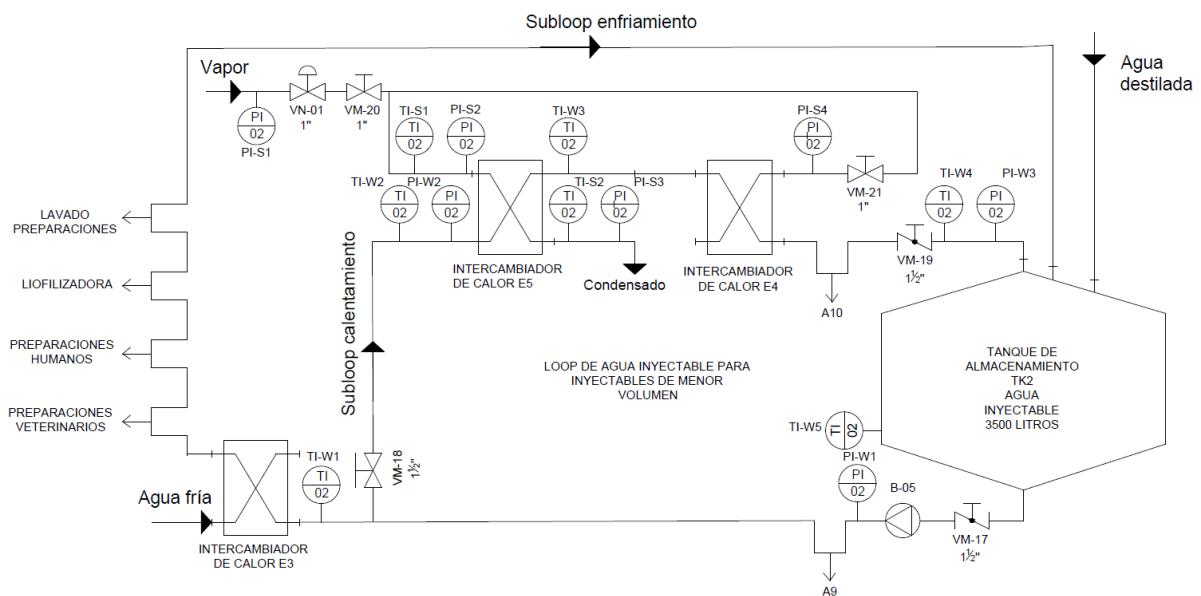 Subloop enfriamiento
Vapor
Agua
destilada
VN-01
1"
VM-20
1"
PI
02
PI-S1
TI-S1
TI
02
PI-S2
PI
02
TI-W3
TI
02
PI-S4
PI
02
VM-21
1"
TI-W2
TI
02
PI-W2
PI
02
TI-S2
TI
02
PI-S3
PI
02
TI-W4
TI
02
PI-W3
PI
02
VM-19
1½"
INTERCAMBIADOR
DE CALOR E5
Condensado
INTERCAMBIADOR
DE CALOR E4
A10
LAVADO
PREPARACIONES
LIOFILIZADORA
PREPARACIONES
HUMANOS
PREPARACIONES
VETERINARIOS
Subloop calentamiento
LOOP DE AGUA INYECTABLE PARA
INYECTABLES DE MENOR
VOLUMEN
TANQUE DE
ALMACENAMIENTO
TK2
AGUA
INYECTABLE
3500 LITROS
TI-W5
TI
02
PI-W1
PI
02
B-05
VM-17
1½"
TI-W1
TI
02
VM-18
1½"
Agua fría
INTERCAMBIADOR
DE CALOR E3
A9